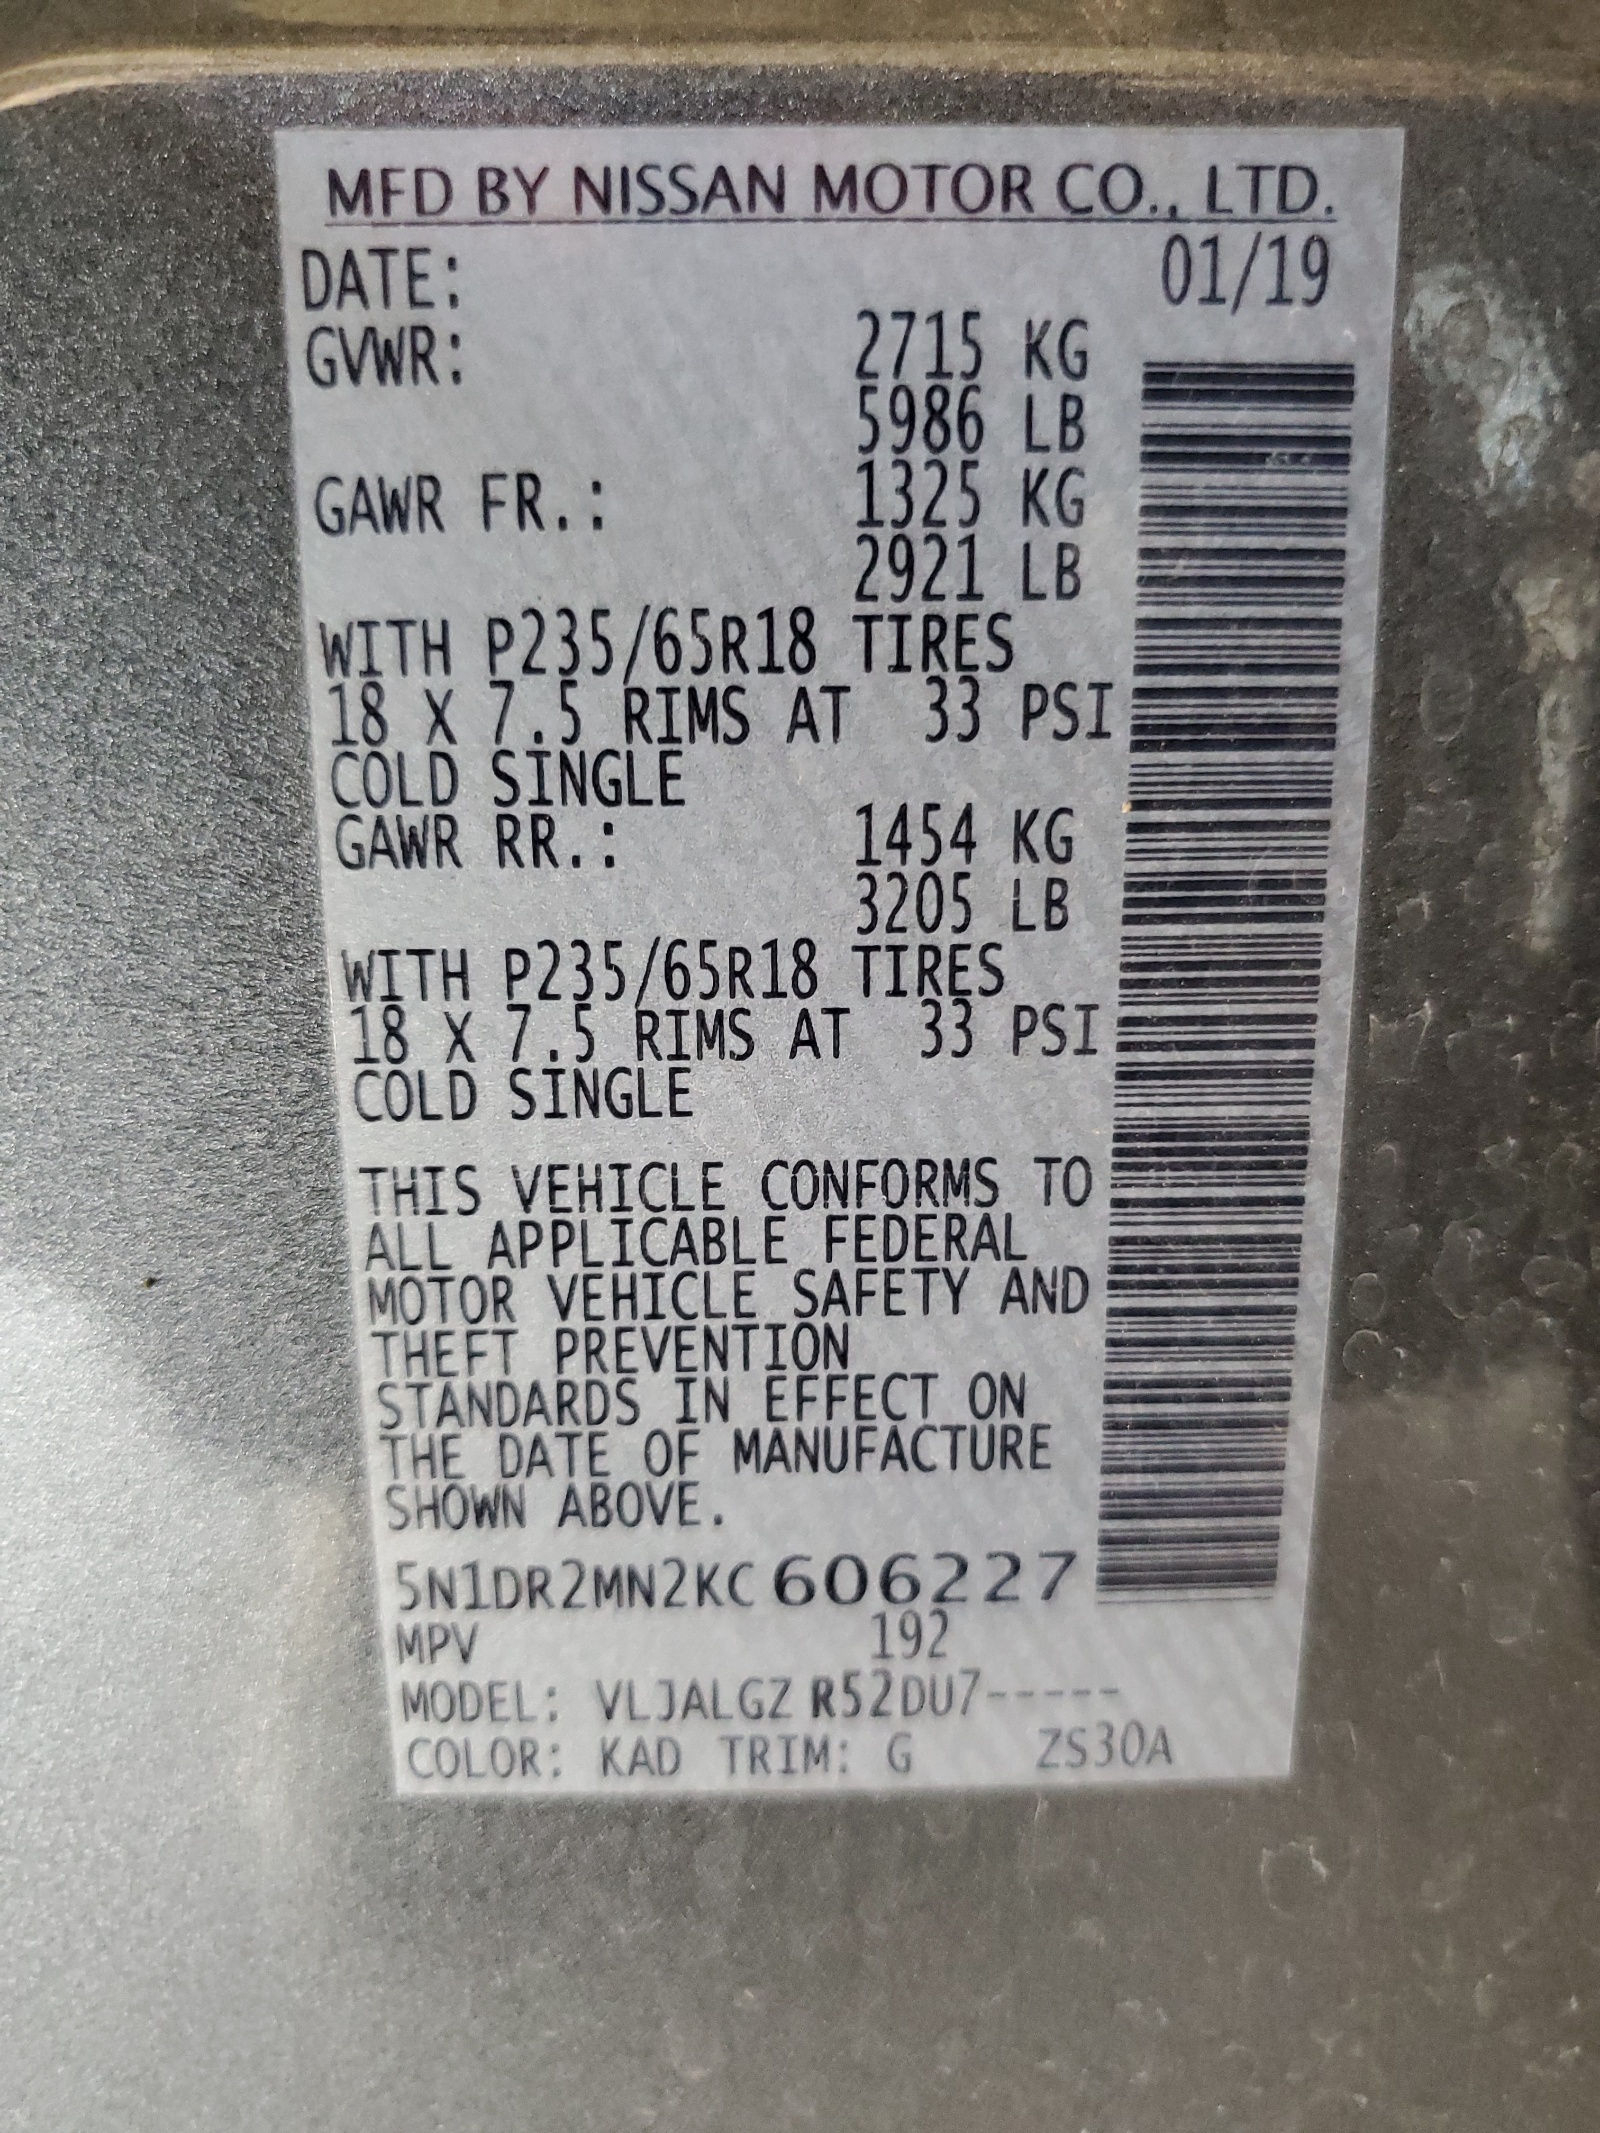 MFD BY NISSAN MOTOR CO., LTD.
DATE: 01/19
GVWR: 2715 KG
5986 LB
GAWR FR.: 1325 KG
2921 LB
WITH P235/65R18 TIRES
18 X 7.5 RIMS AT 33 PSI
COLD SINGLE
GAWR RR.: 1454 KG
3205 LB
WITH P235/65R18 TIRES
18 X 7.5 RIMS AT 33 PSI
COLD SINGLE
THIS VEHICLE CONFORMS TO
ALL APPLICABLE FEDERAL
MOTOR VEHICLE SAFETY AND
THEFT PREVENTION
STANDARDS IN EFFECT ON
THE DATE OF MANUFACTURE
SHOWN ABOVE.
5N1DR2MN2KC606227
MPV 192
MODEL: VLJALGZ R52DU7-----
COLOR: KAD TRIM: G ZS30A